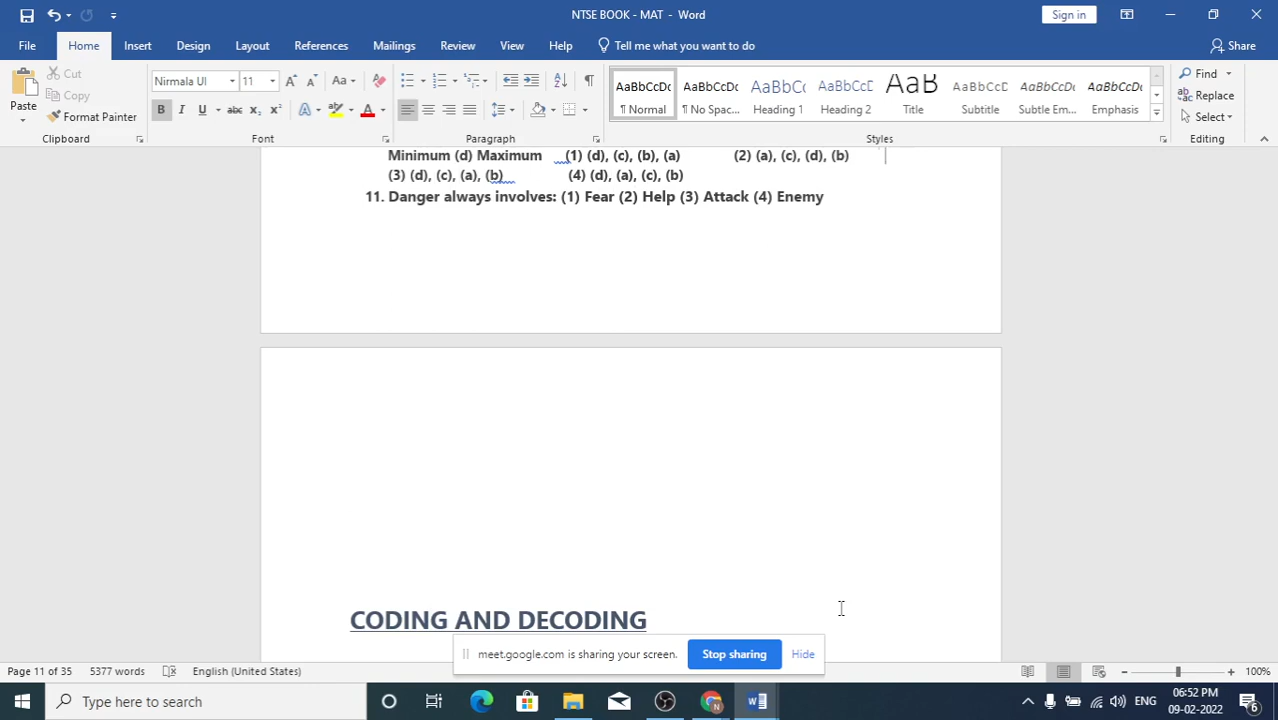 NTSE BOOK - MAT - Word
Sign in
File Home Insert Design Layout References Mailings Review View Help Tell me what you want to do Share
Paste
Cut
Copy
Format Painter
Clipboard
Nirmala UI 11
Font
Paragraph
AaBbCcDc AaBbCcDc AaBbCc AaBbCcD AaB AaBbCcD AaBbCcDc AaBbCcDc
¶ Normal ¶ No Spac... Heading 1 Heading 2 Title Subtitle Subtle Em... Emphasis
Styles
Find
Replace
Select
Editing
Minimum (d) Maximum (1) (d), (c), (b), (a) (2) (a), (c), (d), (b)
(3) (d), (c), (a), (b) (4) (d), (a), (c), (b)
11. Danger always involves: (1) Fear (2) Help (3) Attack (4) Enemy
CODING AND DECODING
meet.google.com is sharing your screen. Stop sharing Hide
Page 11 of 35 5377 words English (United States) 100%
Type here to search
ENG
06:52 PM
09-02-2022
6